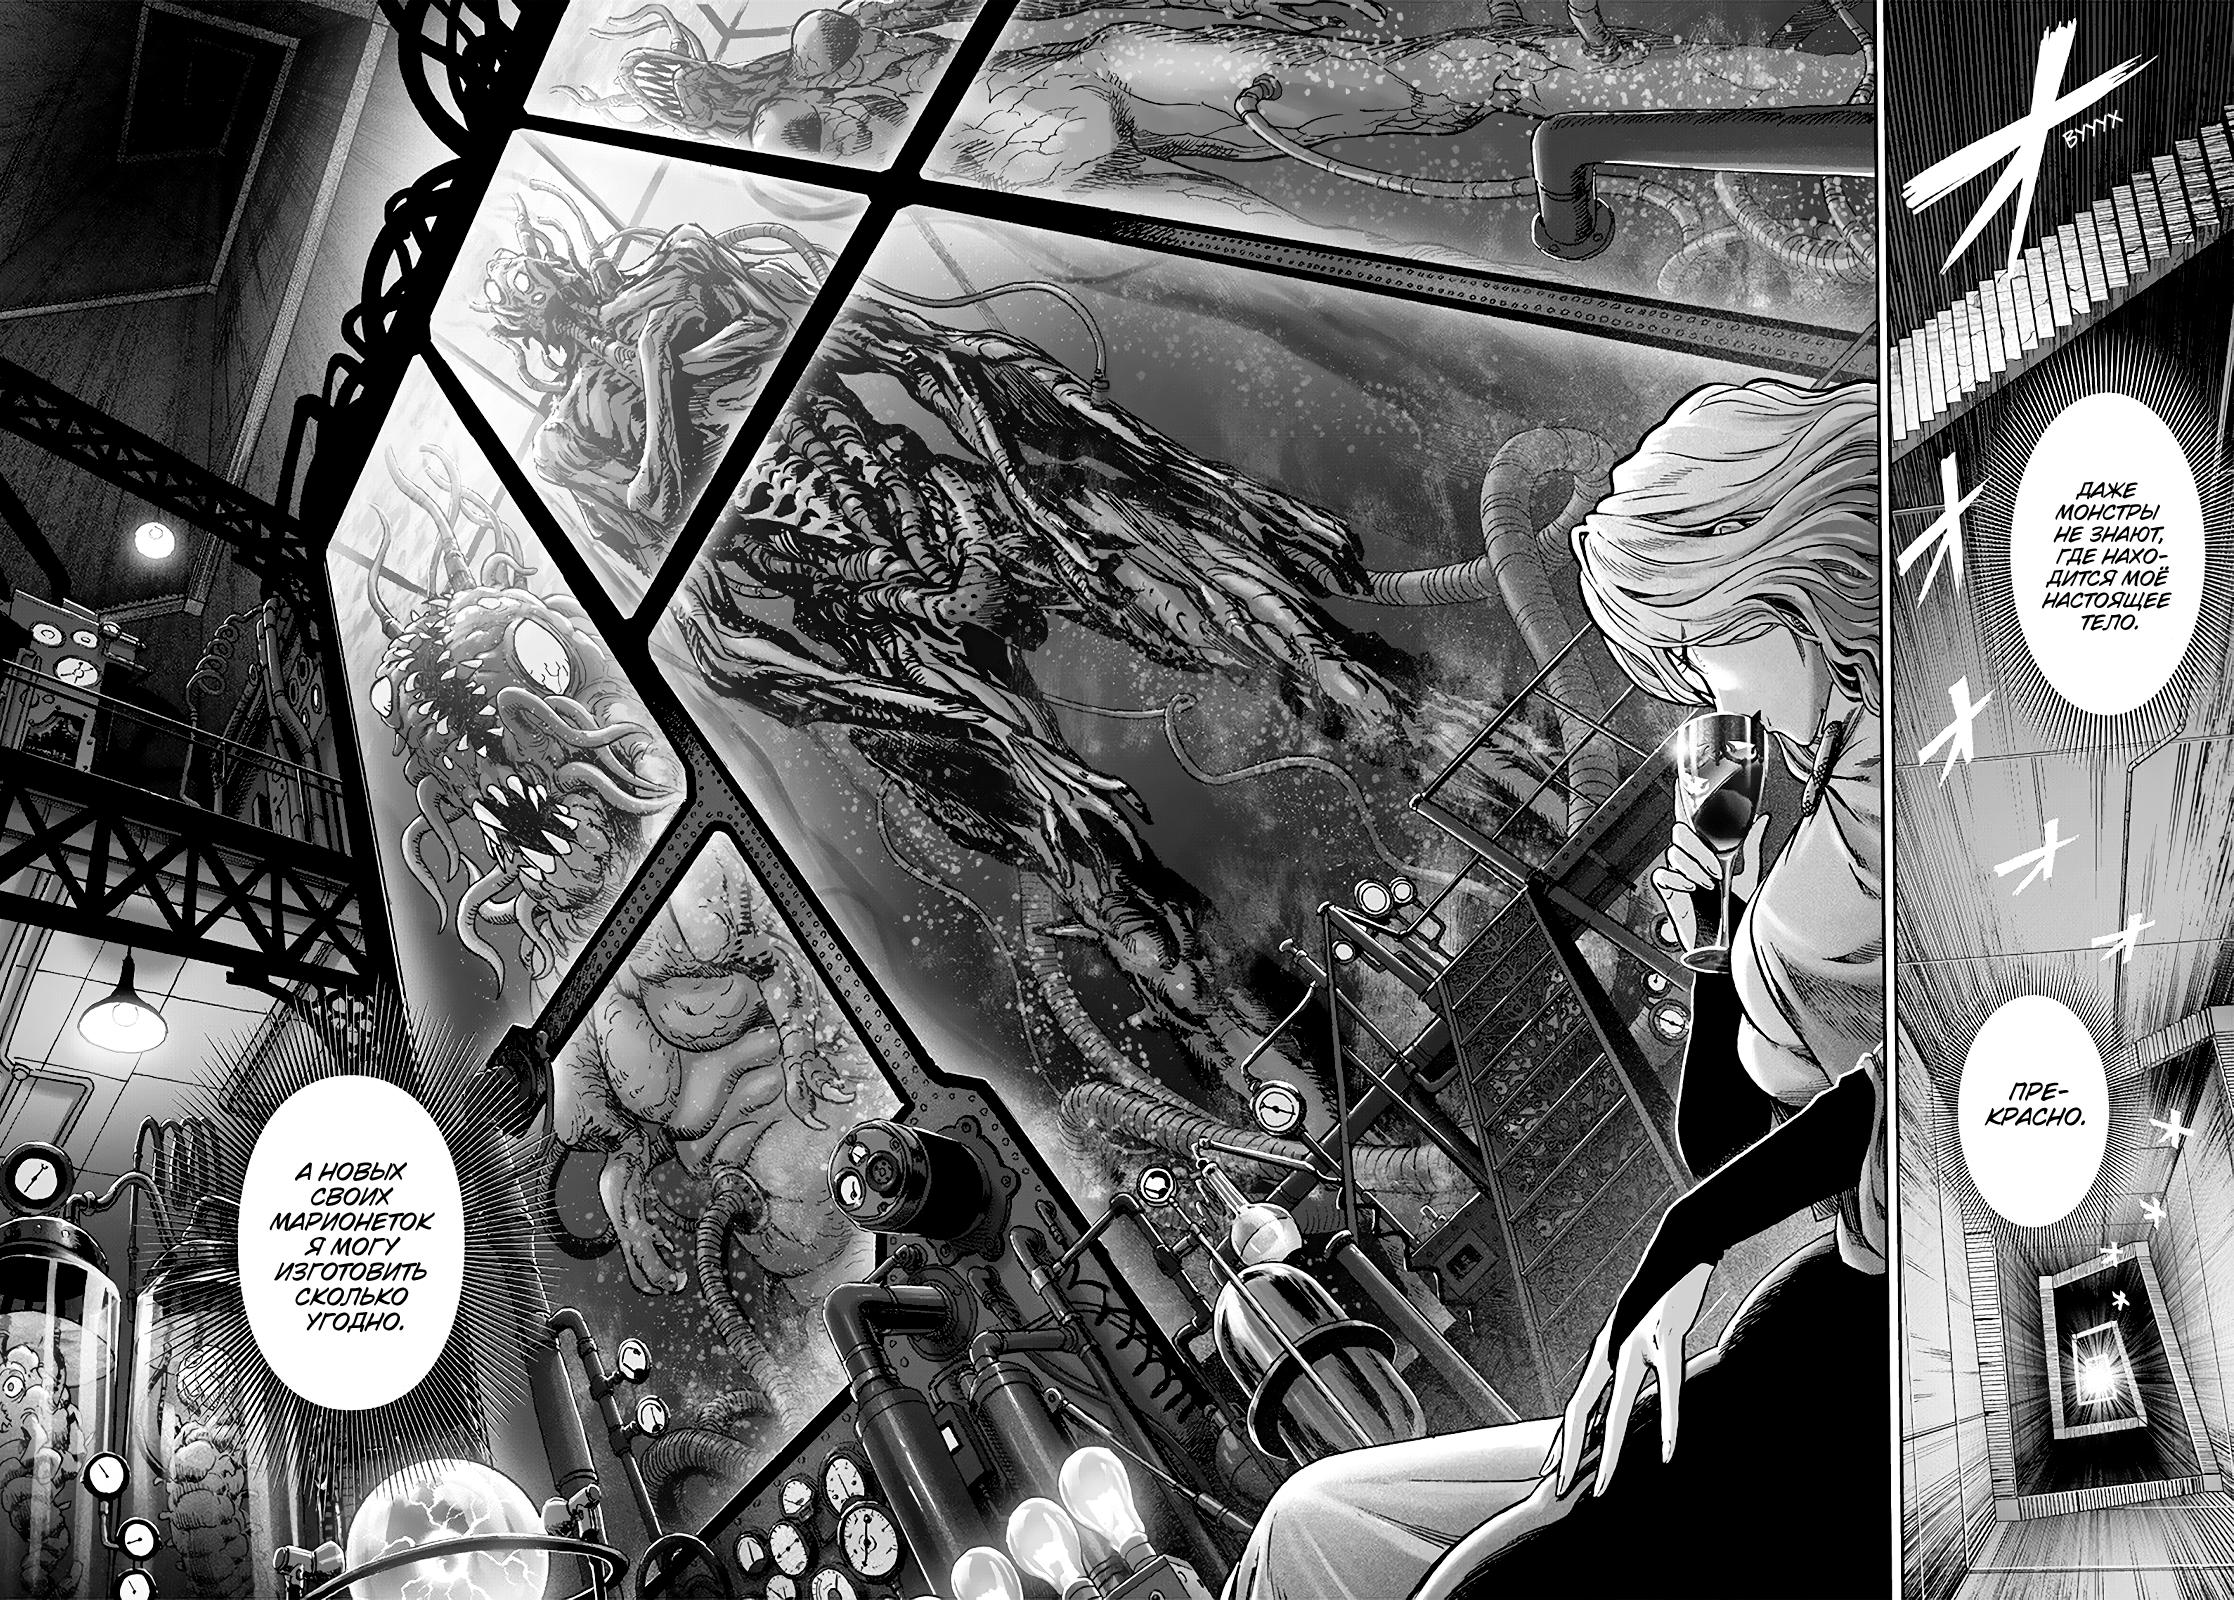 ВУУУХ
ДАЖЕ
МОНСТРЫ
НЕ ЗНАЮТ,
ГДЕ НАХО-
ДИТСЯ МОЁ
НАСТОЯЩЕЕ
ТЕЛО.
ПРЕ-
КРАСНО.
А НОВЫХ
СВОИХ
МАРИОНЕТОК
Я МОГУ
ИЗГОТОВИТЬ
СКОЛЬКО
УГОДНО.